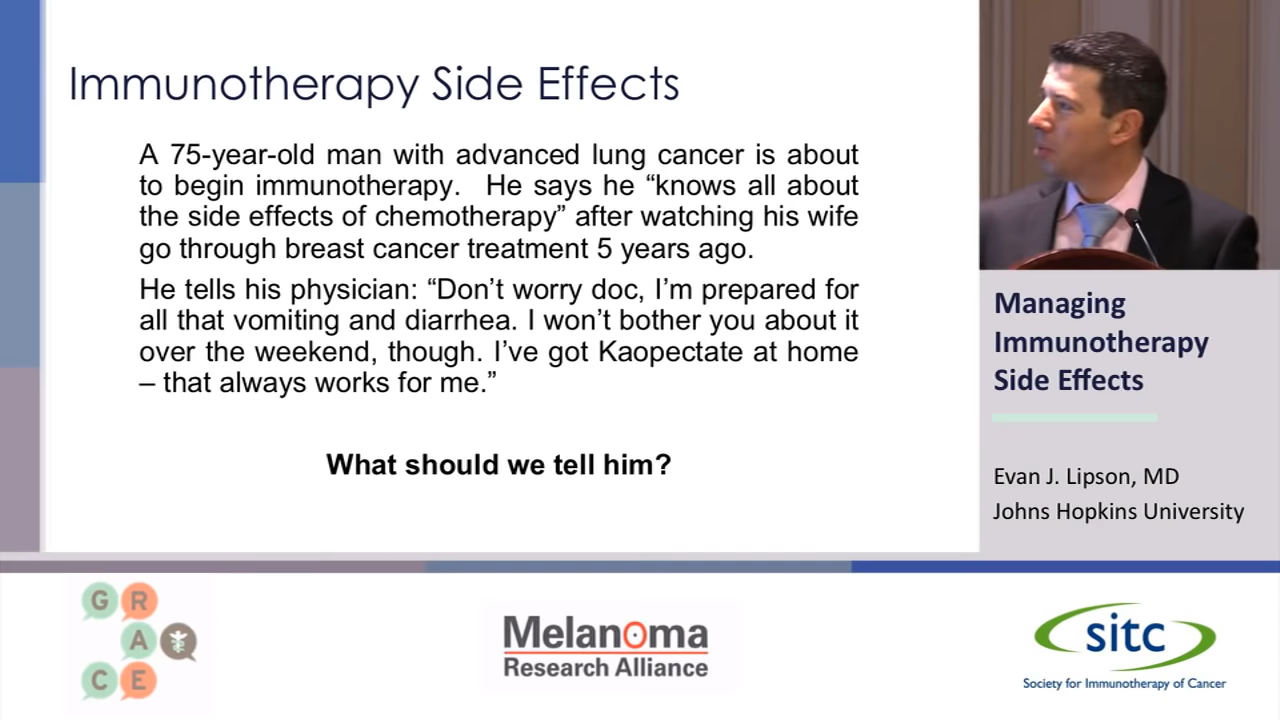 Immunotherapy Side Effects
A 75-year-old man with advanced lung cancer is about
to begin immunotherapy.  He says he “knows all about
the side effects of chemotherapy” after watching his wife
go through breast cancer treatment 5 years ago.
He tells his physician: “Don’t worry doc, I’m prepared for
all that vomiting and diarrhea. I won’t bother you about it
over the weekend, though. I’ve got Kaopectate at home
– that always works for me.”
What should we tell him?
Managing
Immunotherapy
Side Effects
Evan J. Lipson, MD
Johns Hopkins University
G R
A
C E
Melanoma
Research Alliance
sitc
Society for Immunotherapy of Cancer